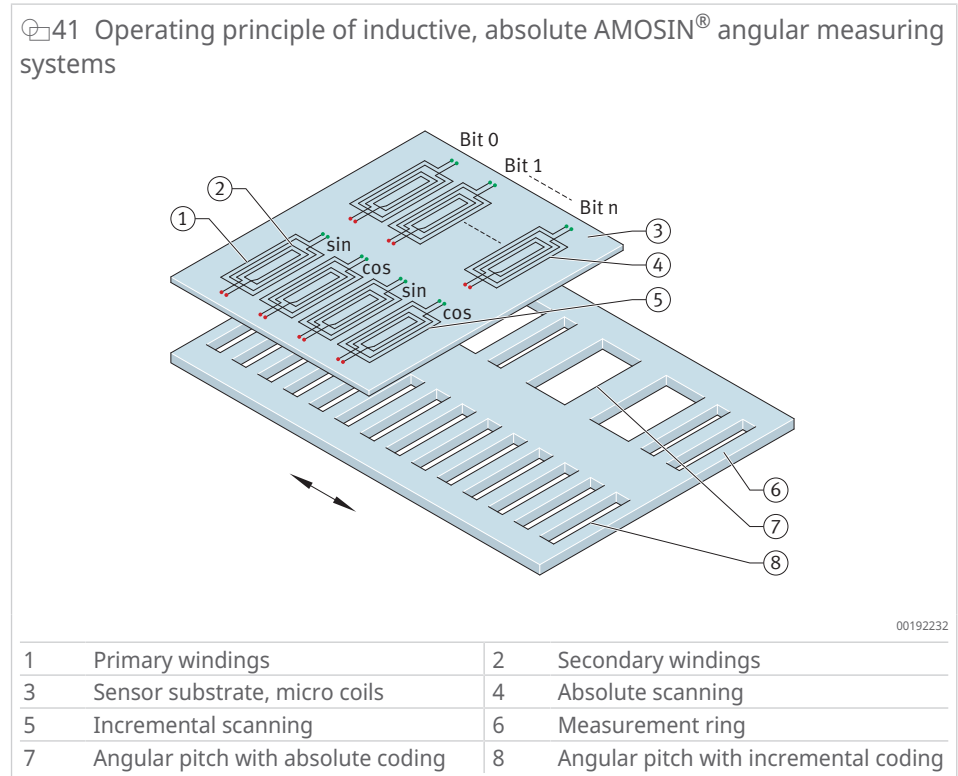 41 Operating principle of inductive, absolute AMOSIN® angular measuring
systems
Bit 0
Bit 1
Bit n
2
1
3
sin
4
cos
sin
5
cos
6
7
8
00192232
1 Primary windings 2 Secondary windings
3 Sensor substrate, micro coils 4 Absolute scanning
5 Incremental scanning 6 Measurement ring
7 Angular pitch with absolute coding 8 Angular pitch with incremental coding